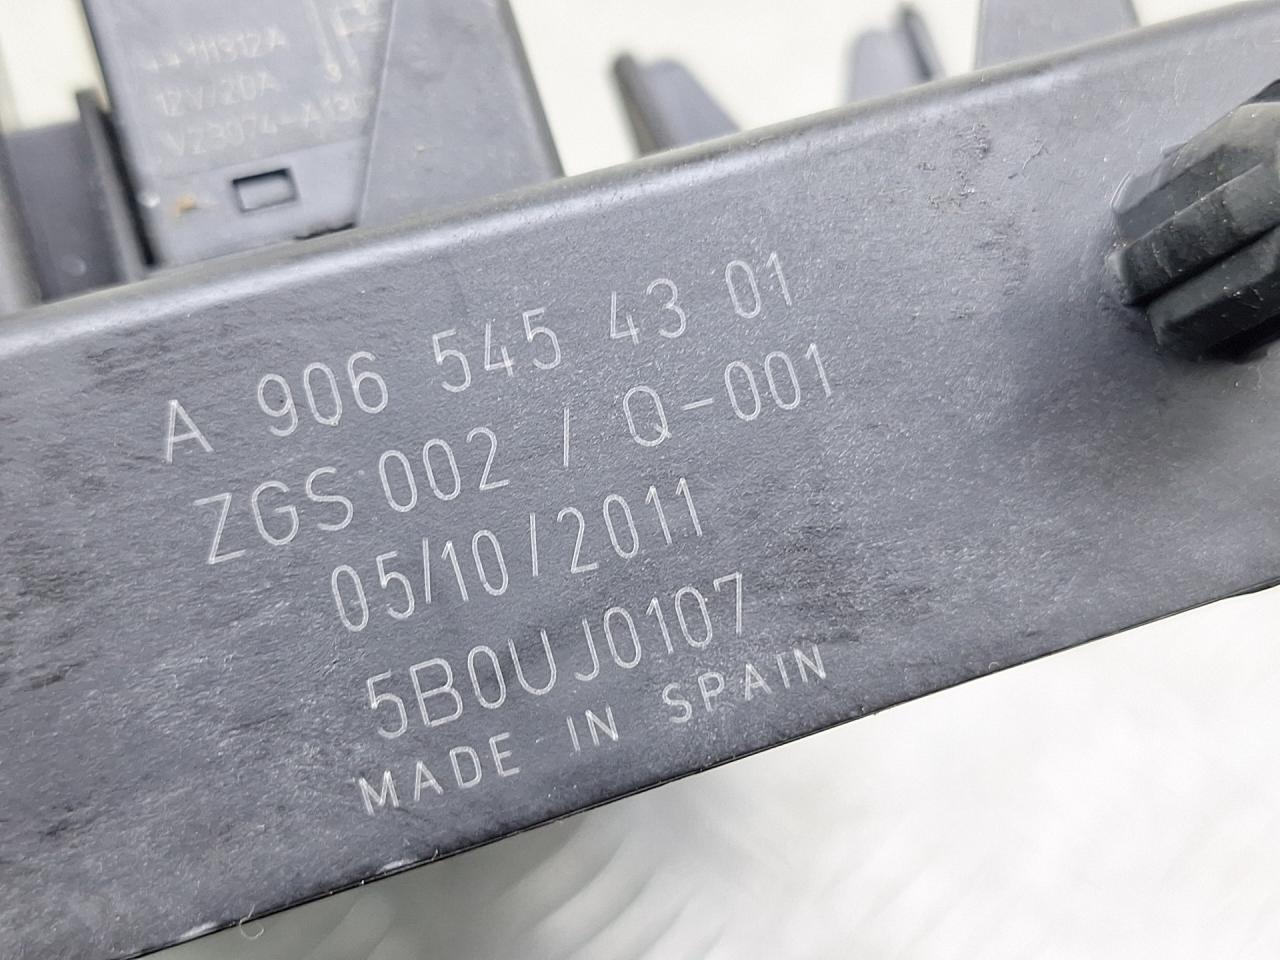 12V/20A
A 906 545 43 01
ZGS 002 / Q-001
05/10/2011
5B0UJ0107
MADE IN SPAIN